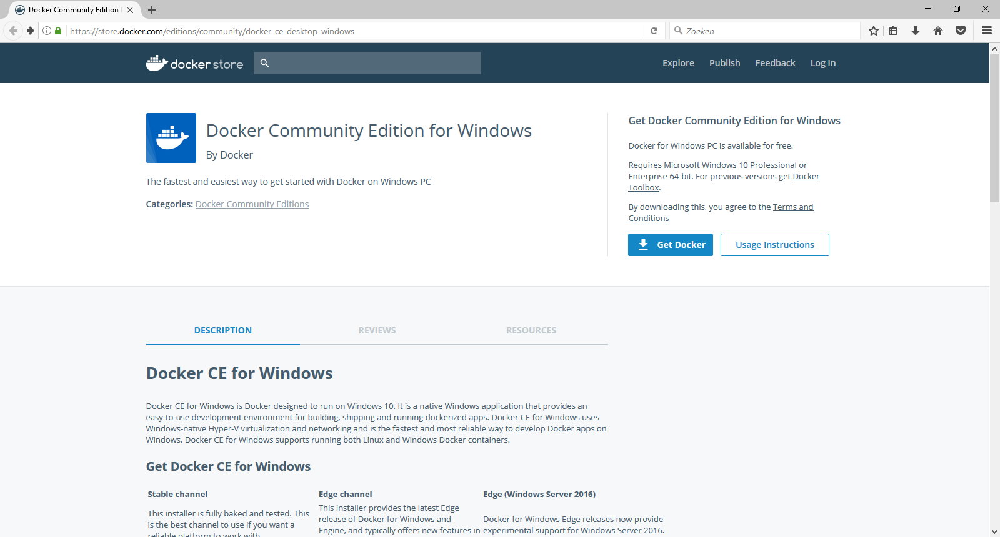 Docker Community Edition
https://store.docker.com/editions/community/docker-ce-desktop-windows
Zoeken
docker store
Explore
Publish
Feedback
Log In
Docker Community Edition for Windows
By Docker
The fastest and easiest way to get started with Docker on Windows PC
Categories: Docker Community Editions
Get Docker Community Edition for Windows
Docker for Windows PC is available for free.
Requires Microsoft Windows 10 Professional or
Enterprise 64-bit. For previous versions get Docker
Toolbox.
By downloading this, you agree to the Terms and
Conditions
Get Docker
Usage Instructions
DESCRIPTION
REVIEWS
RESOURCES
Docker CE for Windows
Docker CE for Windows is Docker designed to run on Windows 10. It is a native Windows application that provides an
easy-to-use development environment for building, shipping and running dockerized apps. Docker CE for Windows uses
Windows-native Hyper-V virtualization and networking and is the fastest and most reliable way to develop Docker apps on
Windows. Docker CE for Windows supports running both Linux and Windows Docker containers.
Get Docker CE for Windows
Stable channel
This installer is fully baked and tested. This
is the best channel to use if you want a
reliable platform to work with
Edge channel
This installer provides the latest Edge
release of Docker for Windows and
Engine, and typically offers new features in
Edge (Windows Server 2016)
Docker for Windows Edge releases now provide
experimental support for Windows Server 2016.